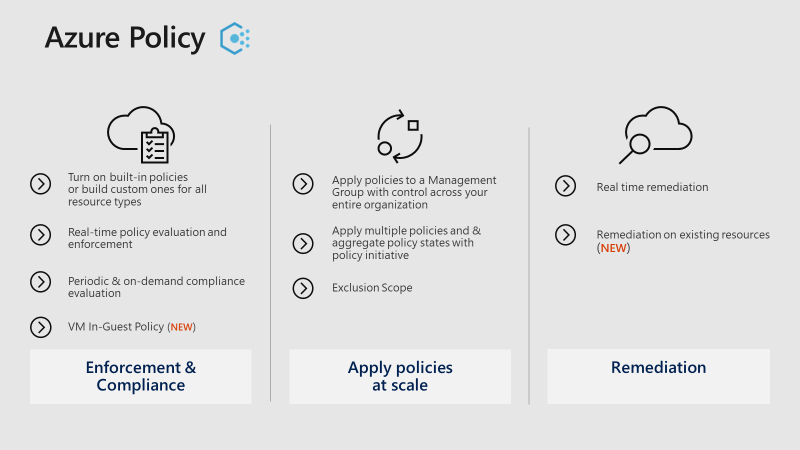 Azure Policy
Turn on built-in policies
or build custom ones for all
resource types
Real-time policy evaluation and
enforcement
Periodic & on-demand compliance
evaluation
VM In-Guest Policy (NEW)
Enforcement &
Compliance
Apply policies to a Management
Group with control across your
entire organization
Apply multiple policies and &
aggregate policy states with
policy initiative
Exclusion Scope
Apply policies
at scale
Real time remediation
Remediation on existing resources
(NEW)
Remediation